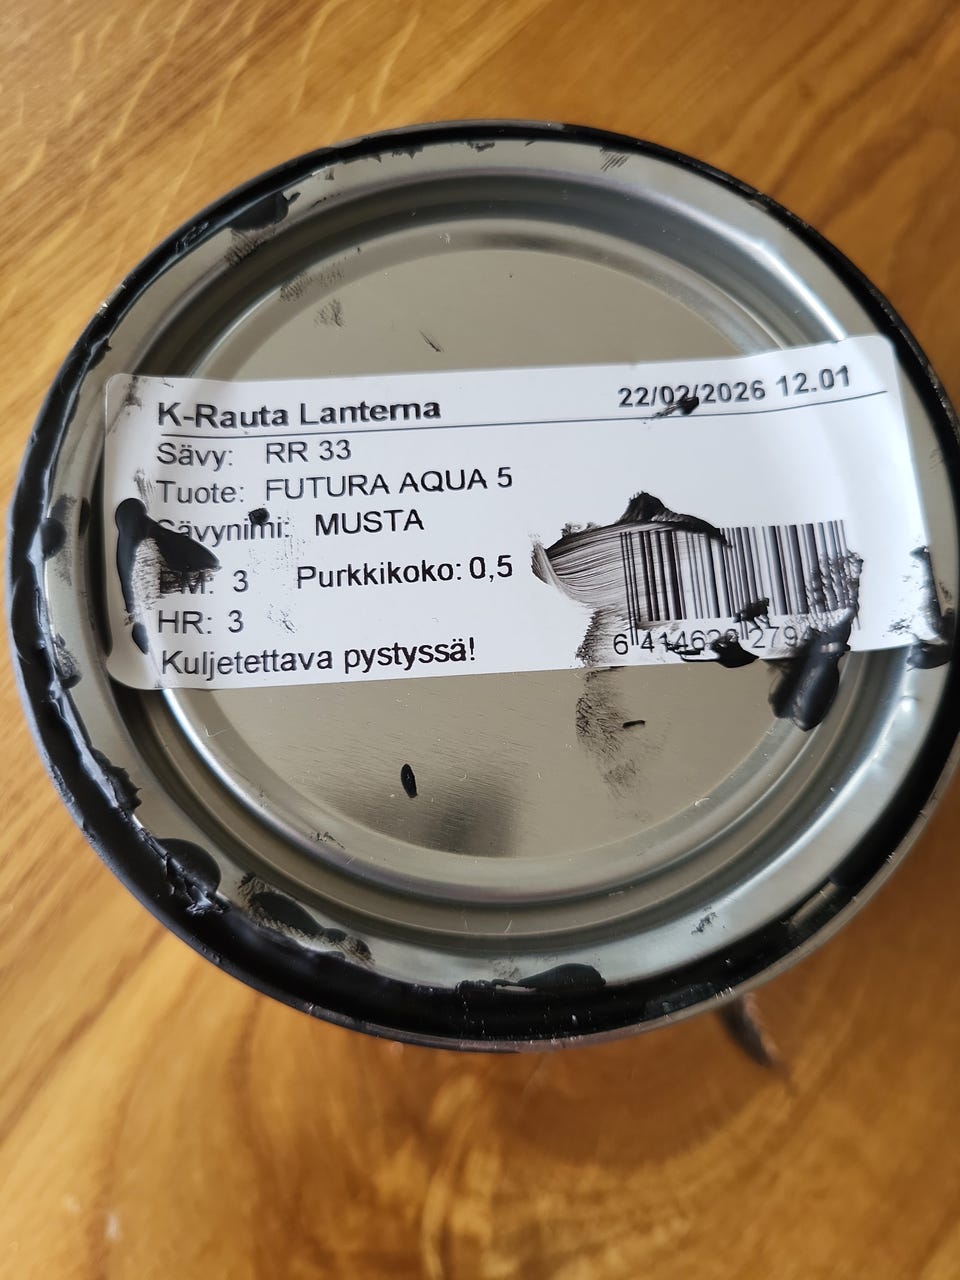 K-Rauta Lanterna 22/02/2026 12.01
Sävy: RR 33
Tuote: FUTURA AQUA 5
Sävynimi: MUSTA
3 Purkkikoko: 0,5
HR: 3
Kuljetettava pystyssä!